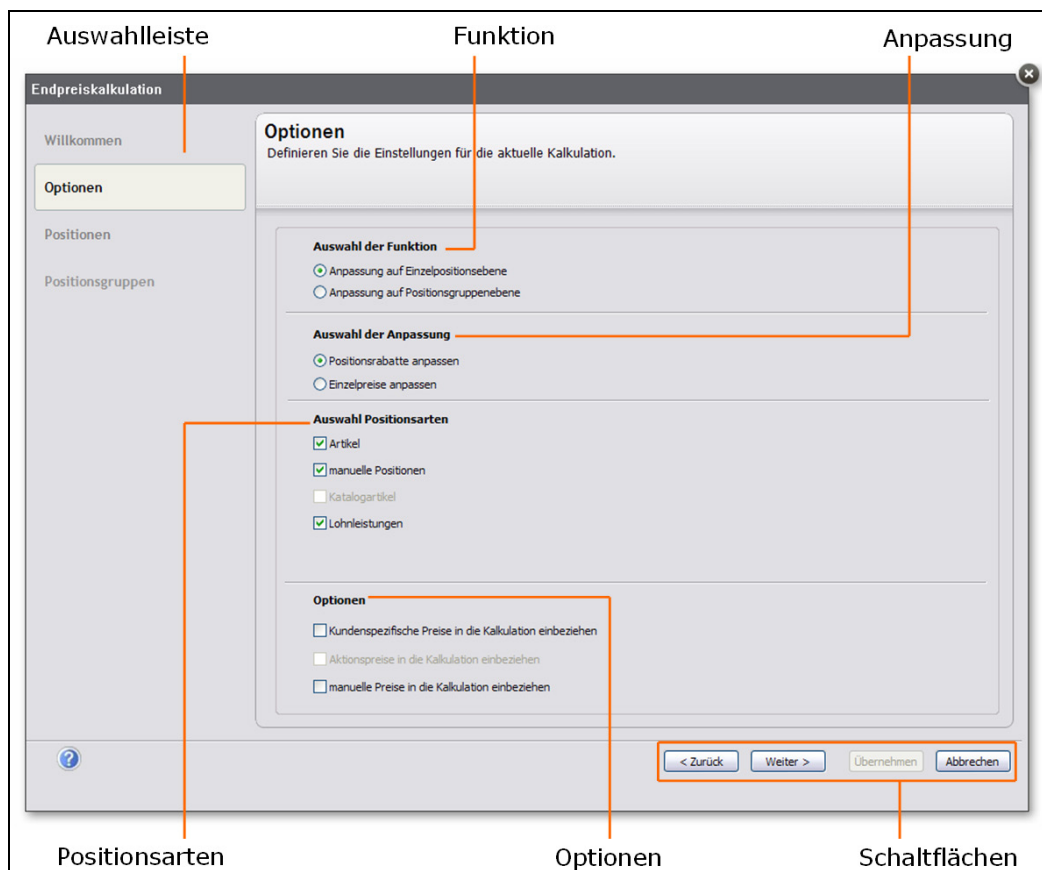 Auswahlleiste
Funktion
Anpassung
Endpreiskalkulation
Willkommen
Optionen
Positionen
Positionsgruppen
Optionen
Definieren Sie die Einstellungen für die aktuelle Kalkulation.
Auswahl der Funktion
Anpassung auf Einzelpositionsebene
Anpassung auf Positionsgruppenebene
Auswahl der Anpassung
Positionsrabatte anpassen
Einzelpreise anpassen
Auswahl Positionsarten
Artikel
manuelle Positionen
Katalogartikel
Lohnleistungen
Optionen
Kundenspezifische Preise in die Kalkulation einbeziehen
Aktionspreise in die Kalkulation einbeziehen
manuelle Preise in die Kalkulation einbeziehen
?
< Zurück
Weiter >
Übernehmen
Abbrechen
Positionsarten
Optionen
Schaltflächen